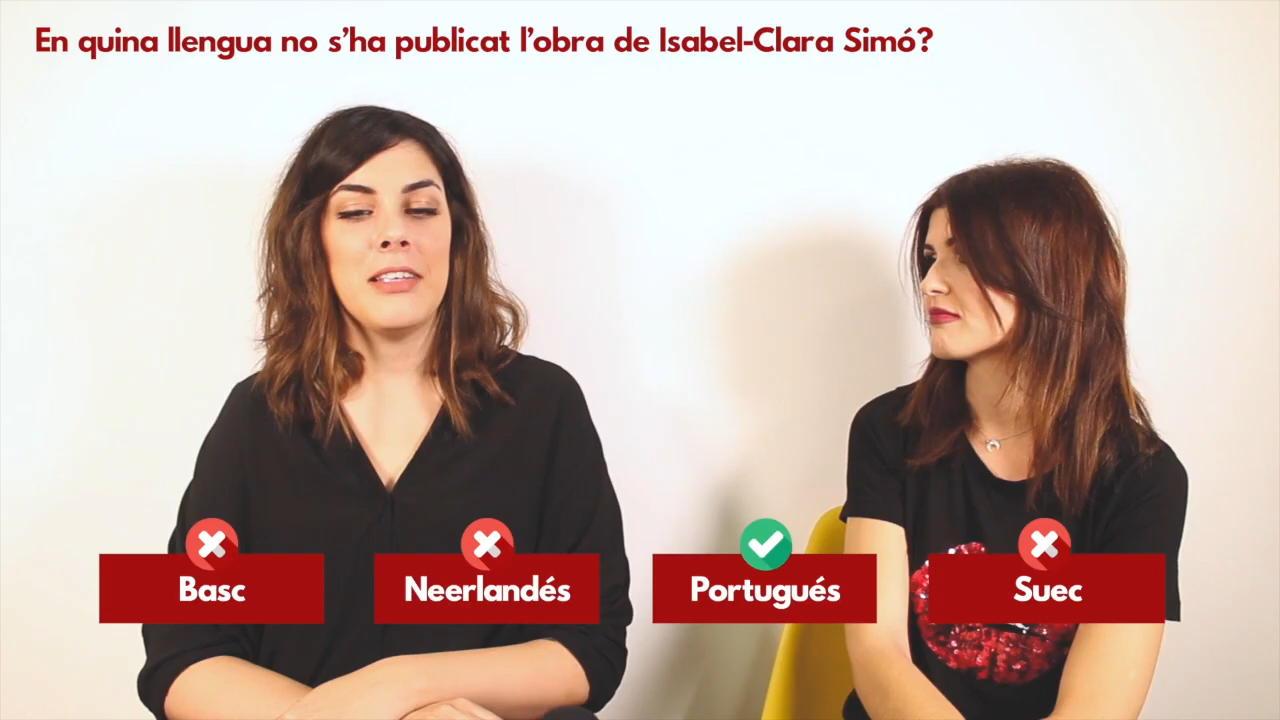 En quina llengua no s'ha publicat l'obra de Isabel-Clara Simó?
Basc
Neerlandés
Portugués
Suec